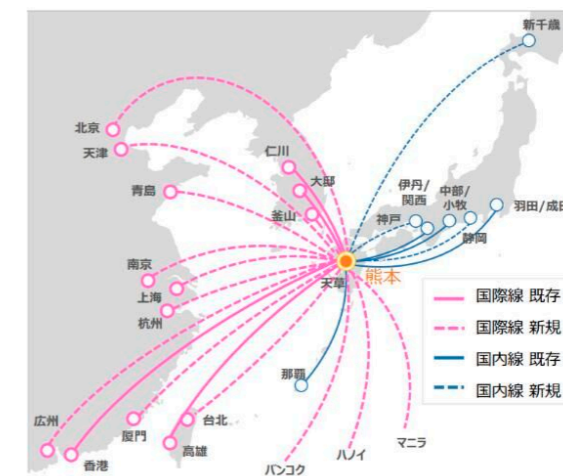 新千歳
北京
天津
仁川
大邱
青島
釜山
伊丹/
関西
中部/
小牧
神戸
羽田/成田
静岡
南京
上海
杭州
天草
熊本
国際線 既存
国際線 新規
国内線 既存
国内線 新規
那覇
広州
厦門
台北
香港
高雄
バンコク
ハノイ
マニラ